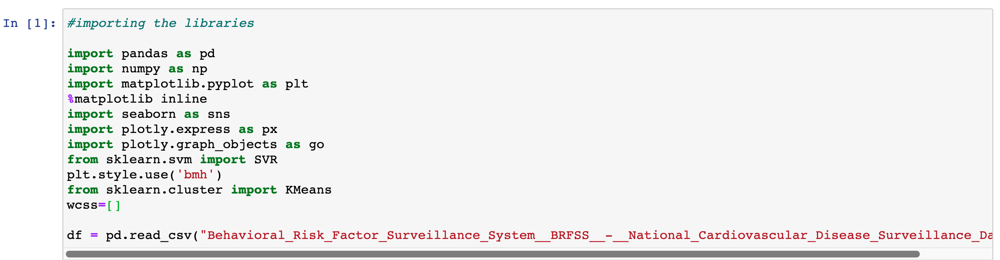 In [1]:
#importing the libraries
import pandas as pd
import numpy as np
import matplotlib.pyplot as plt
%matplotlib inline
import seaborn as sns
import plotly.express as px
import plotly.graph_objects as go
from sklearn.svm import SVR
plt.style.use('bmh')
from sklearn.cluster import KMeans
wcss=[]
df = pd.read_csv("Behavioral_Risk_Factor_Surveillance_System__BRFSS__-__National_Cardiovascular_Disease_Surveillance_Da